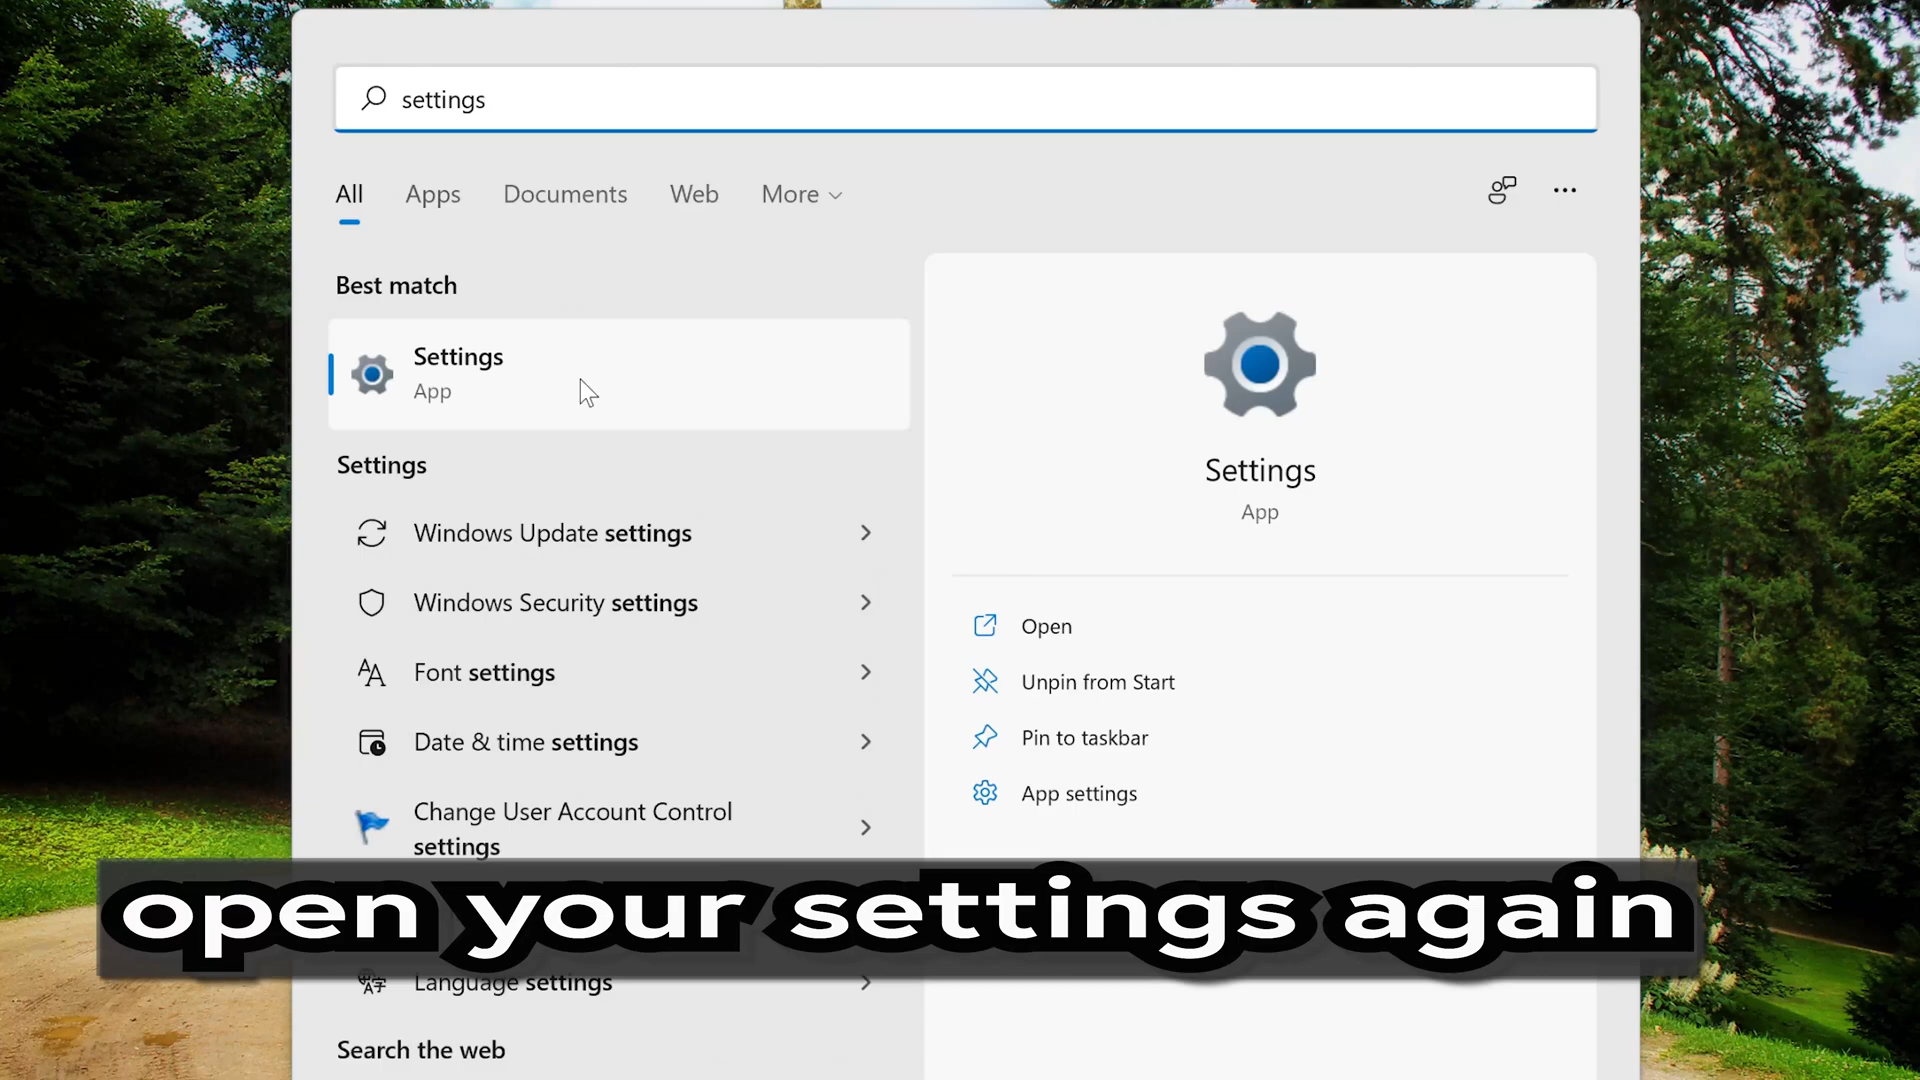 settings
All Apps Documents Web More
Best match
Settings
App
Settings
Windows Update settings
Windows Security settings
Font settings
Date & time settings
Change User Account Control
settings
Language settings
Search the web
Settings
App
Open
Unpin from Start
Pin to taskbar
App settings
open your settings again